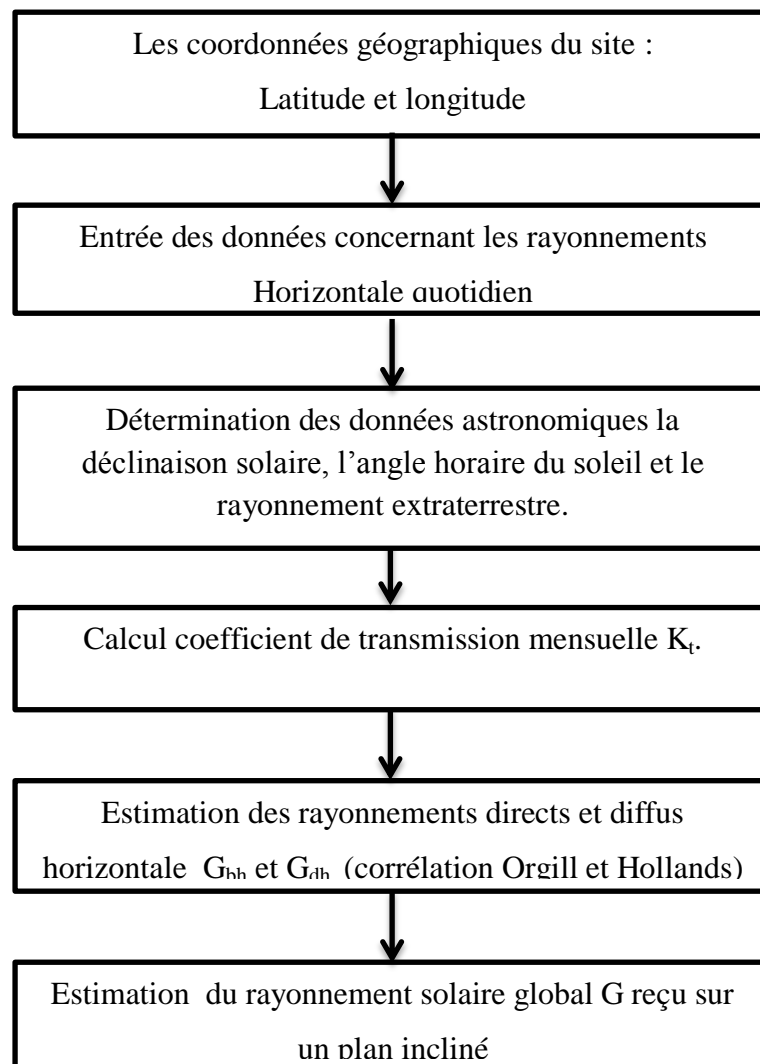 Les coordonnées géographiques du site :
Latitude et longitude
Entrée des données concernant les rayonnements
Horizontale quotidien
Détermination des données astronomiques la
déclinaison solaire, l’angle horaire du soleil et le
rayonnement extraterrestre.
Calcul coefficient de transmission mensuelle Kt.
Estimation des rayonnements directs et diffus
horizontale Gbh et Gdh (corrélation Orgill et Hollands)
Estimation du rayonnement solaire global G reçu sur
un plan incliné